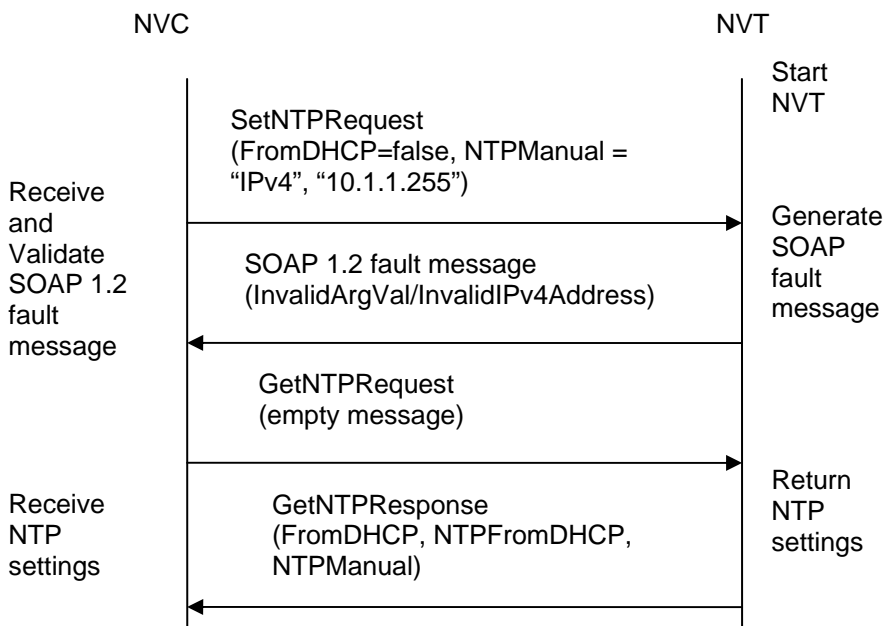 NVC
NVT
Start
NVT
SetNTPRequest
(FromDHCP=false, NTPManual =
“IPv4”, “10.1.1.255”)
Receive
and
Validate
SOAP 1.2
fault
message
Generate
SOAP
fault
message
SOAP 1.2 fault message
(InvalidArgVal/InvalidIPv4Address)
GetNTPRequest
(empty message)
Return
NTP
settings
Receive
NTP
settings
GetNTPResponse
(FromDHCP, NTPFromDHCP,
NTPManual)